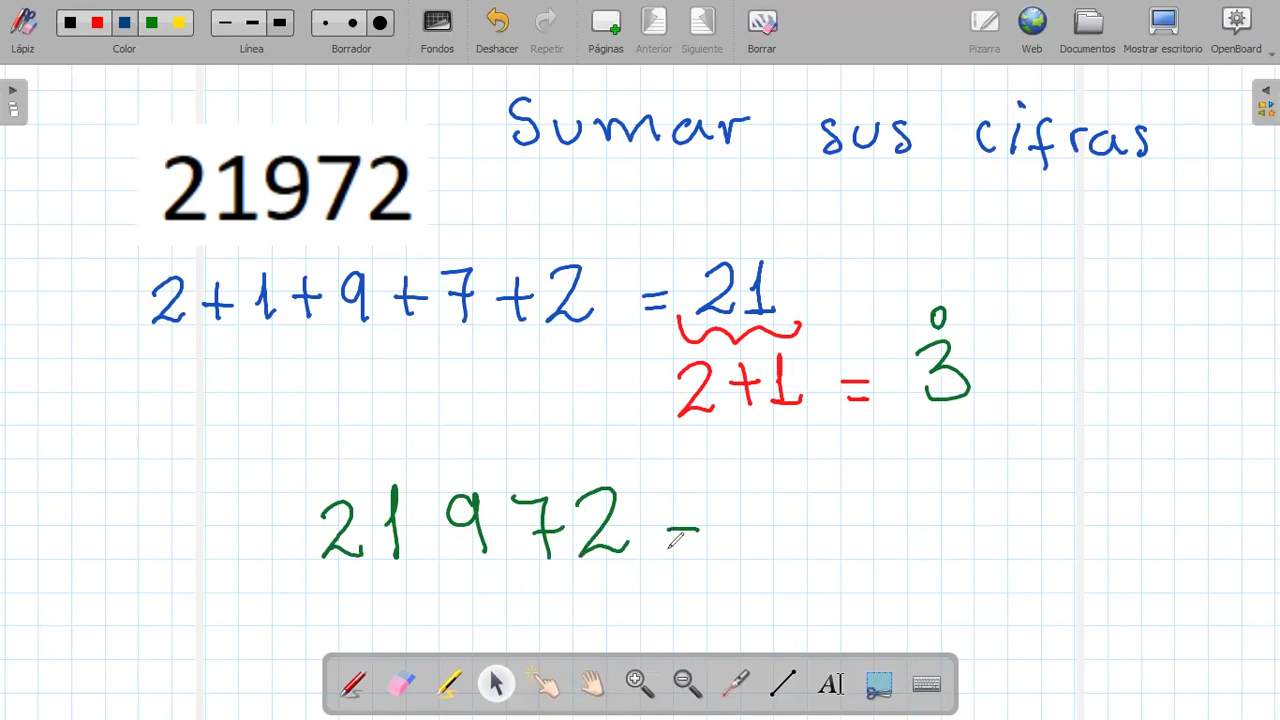 Lápiz Color Línea Borrador Fondos Deshacer Repetir Páginas Anterior Siguiente Borrar Pizarra Web Documentos Mostrar escritorio OpenBoard
Sumar sus cifras
21972
2+1+9+7+2 = 21
2+1 = 3̊
21972 =